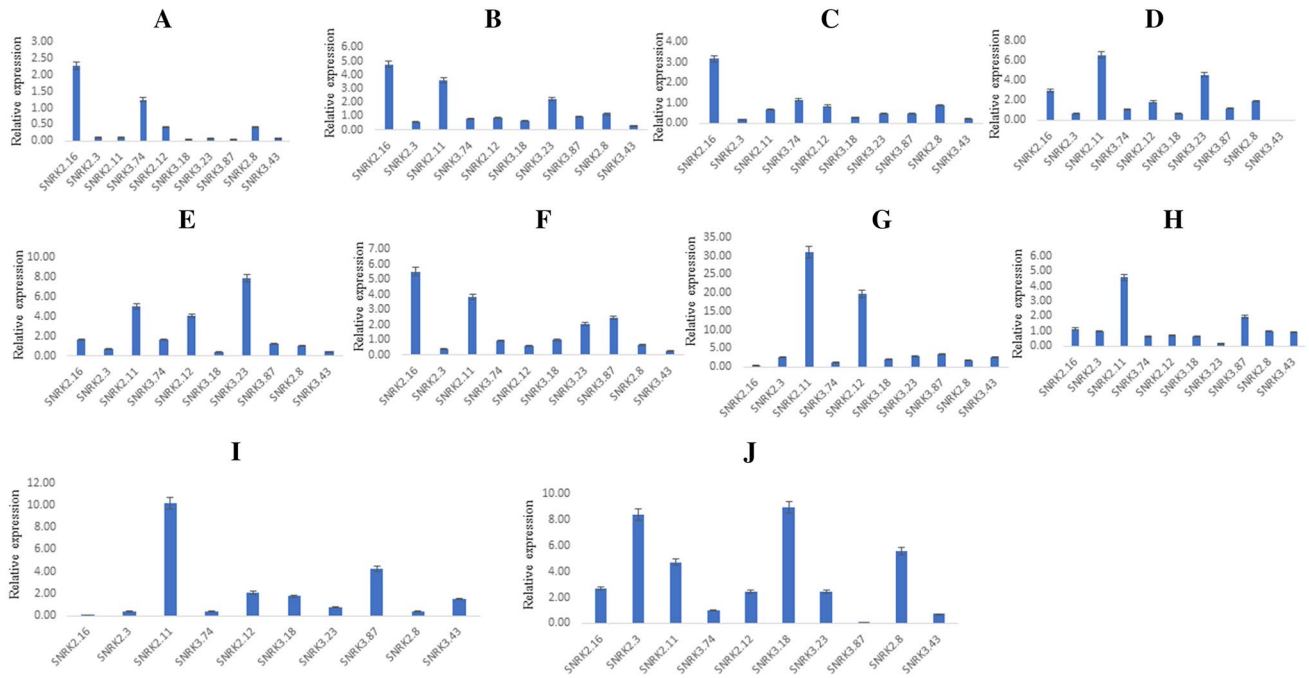 A
Relative expression
3.00
2.50
2.00
1.50
1.00
0.50
0.00
SNRK2.16
SNRK2.3
SNRK2.11
SNRK3.74
SNRK2.12
SNRK3.18
SNRK3.23
SNRK3.87
SNRK2.8
SNRK3.43
B
Relative expression
6.00
5.00
4.00
3.00
2.00
1.00
0.00
SNRK2.16
SNRK2.3
SNRK2.11
SNRK3.74
SNRK2.12
SNRK3.18
SNRK3.23
SNRK3.87
SNRK2.8
SNRK3.43
C
Relative expression
4.00
3.00
2.00
1.00
0.00
SNRK2.16
SNRK2.3
SNRK2.11
SNRK3.74
SNRK2.12
SNRK3.18
SNRK3.23
SNRK3.87
SNRK2.8
SNRK3.43
D
Relative expression
8.00
6.00
4.00
2.00
0.00
SNRK2.16
SNRK2.3
SNRK2.11
SNRK3.74
SNRK2.12
SNRK3.18
SNRK3.23
SNRK3.87
SNRK2.8
SNRK3.43
E
Relative expression
10.00
8.00
6.00
4.00
2.00
0.00
SNRK2.16
SNRK2.3
SNRK2.11
SNRK3.74
SNRK2.12
SNRK3.18
SNRK3.23
SNRK3.87
SNRK2.8
SNRK3.43
F
Relative expression
7.00
6.00
5.00
4.00
3.00
2.00
1.00
0.00
SNRK2.16
SNRK2.3
SNRK2.11
SNRK3.74
SNRK2.12
SNRK3.18
SNRK3.23
SNRK3.87
SNRK2.8
SNRK3.43
G
Relative expression
35.00
30.00
25.00
20.00
15.00
10.00
5.00
0.00
SNRK2.16
SNRK2.3
SNRK2.11
SNRK3.74
SNRK2.12
SNRK3.18
SNRK3.23
SNRK3.87
SNRK2.8
SNRK3.43
H
Relative expression
6.00
5.00
4.00
3.00
2.00
1.00
0.00
SNRK2.16
SNRK2.3
SNRK2.11
SNRK3.74
SNRK2.12
SNRK3.18
SNRK3.23
SNRK3.87
SNRK2.8
SNRK3.43
I
Relative expression
12.00
10.00
8.00
6.00
4.00
2.00
0.00
SNRK2.16
SNRK2.3
SNRK2.11
SNRK3.74
SNRK2.12
SNRK3.18
SNRK3.23
SNRK3.87
SNRK2.8
SNRK3.43
J
Relative expression
10.00
8.00
6.00
4.00
2.00
0.00
SNRK2.16
SNRK2.3
SNRK2.11
SNRK3.74
SNRK2.12
SNRK3.18
SNRK3.23
SNRK3.87
SNRK2.8
SNRK3.43